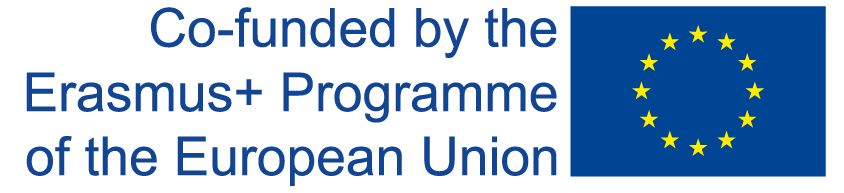 Co-funded by the
Erasmus+ Programme
of the European Union